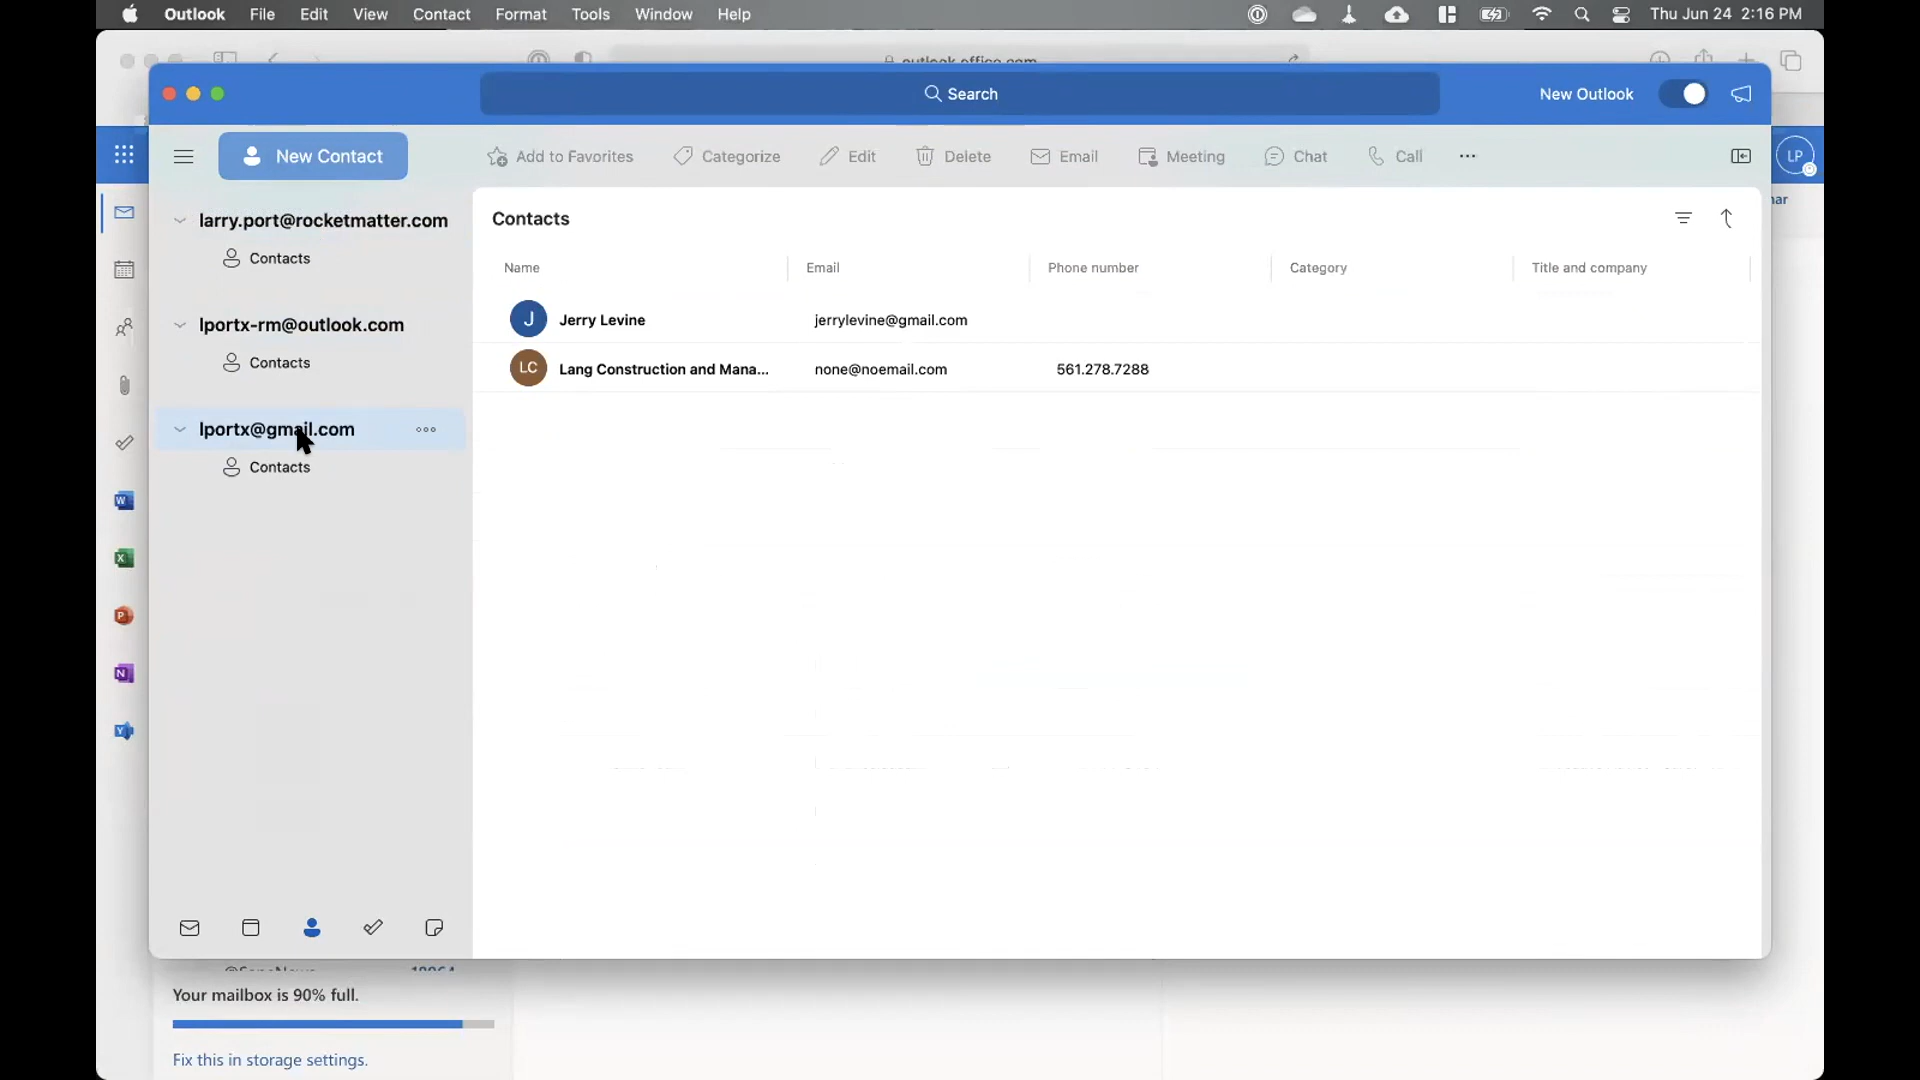 Outlook File Edit View Contact Format Tools Window Help Thu Jun 24 2:16 PM
outlook.office.com
Search
New Outlook
New Contact
Add to Favorites Categorize Edit Delete Email Meeting Chat Call
LP
larry.port@rocketmatter.com
Contacts
lportx-rm@outlook.com
Contacts
lportx@gmail.com
Contacts
Contacts
Name Email Phone number Category Title and company
J Jerry Levine jerrylevine@gmail.com
LC Lang Construction and Mana... none@noemail.com 561.278.7288
W
X
P
N
Your mailbox is 90% full.
Fix this in storage settings.